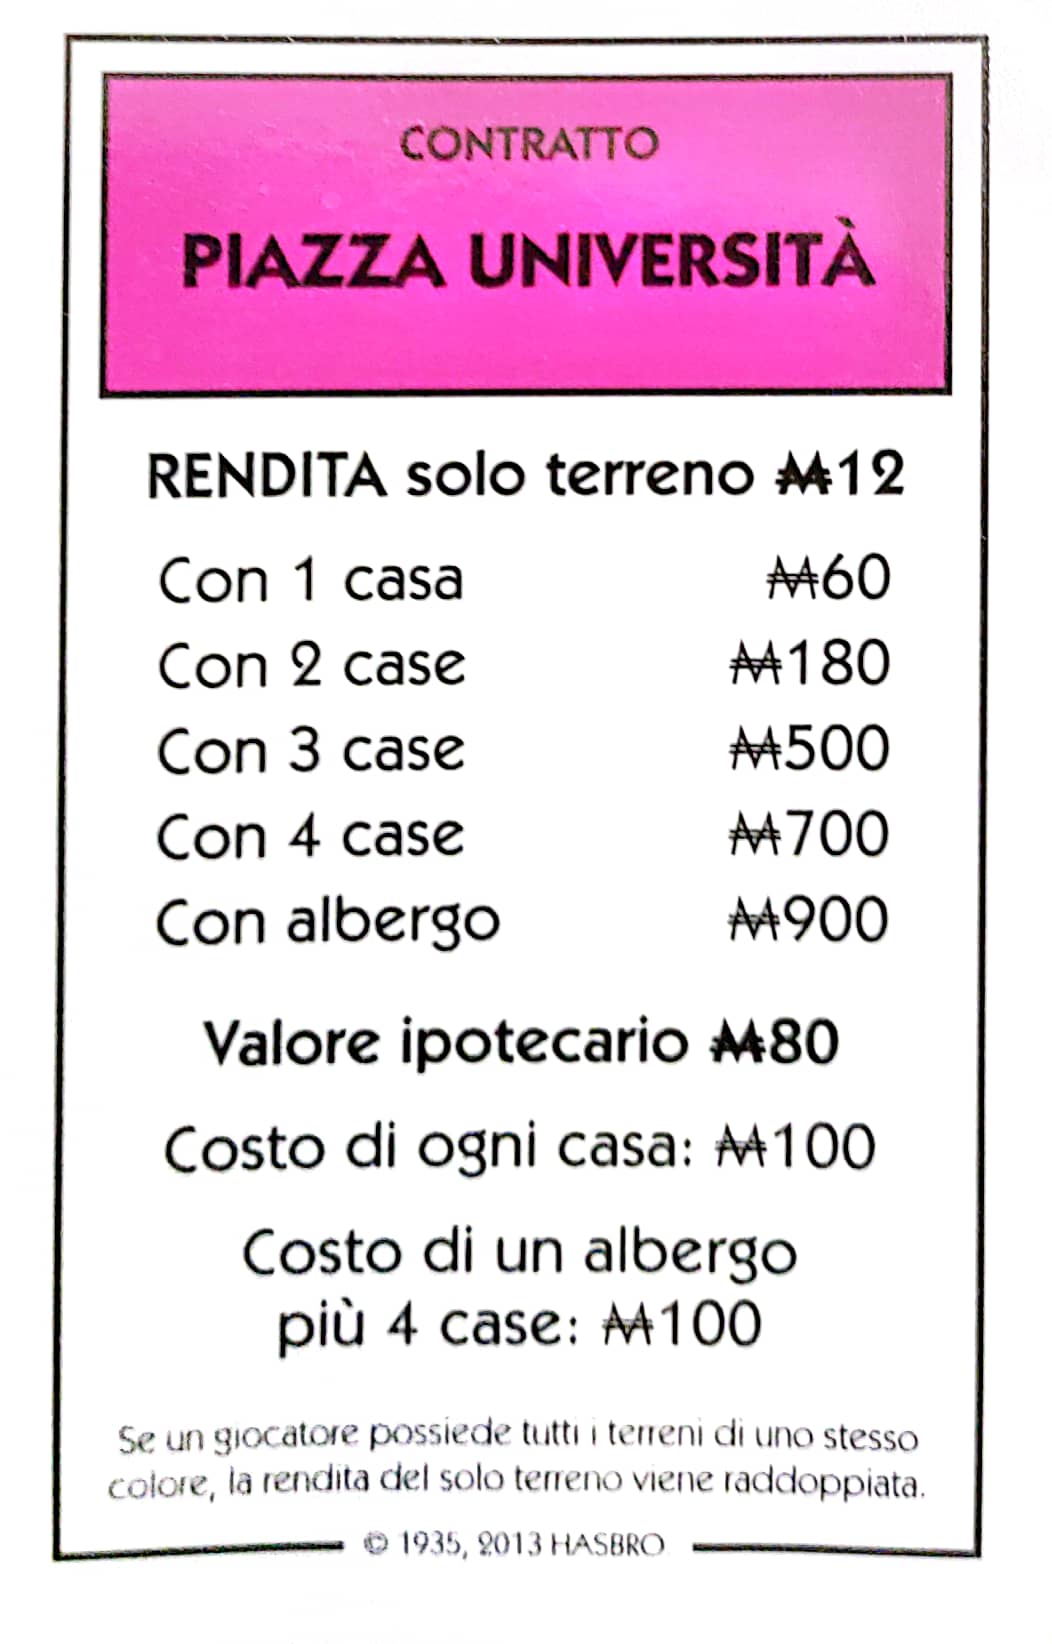 CONTRATTO
PIAZZA UNIVERSITÀ
RENDITA solo terreno ₩12
Con 1 casa ₩60
Con 2 case ₩180
Con 3 case ₩500
Con 4 case ₩700
Con albergo ₩900
Valore ipotecario ₩80
Costo di ogni casa: ₩100
Costo di un albergo
più 4 case: ₩100
Se un giocatore possiede tutti i terreni di uno stesso
colore, la rendita del solo terreno viene raddoppiata.
© 1935, 2013 HASBRO